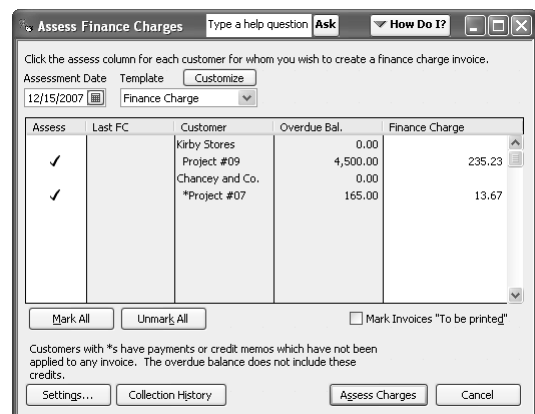 Assess Finance Charges Type a help question Ask How Do I?
Click the assess column for each customer for whom you wish to create a finance charge invoice.
Assessment Date Template Customize
12/15/2007 Finance Charge
Assess Last FC Customer Overdue Bal. Finance Charge
Kirby Stores 0.00
Project #09 4,500.00 235.23
Chancey and Co. 0.00
*Project #07 165.00 13.67
Mark All Unmark All Mark Invoices "To be printed"
Customers with *s have payments or credit memos which have not been
applied to any invoice. The overdue balance does not include these
credits.
Settings... Collection History Assess Charges Cancel